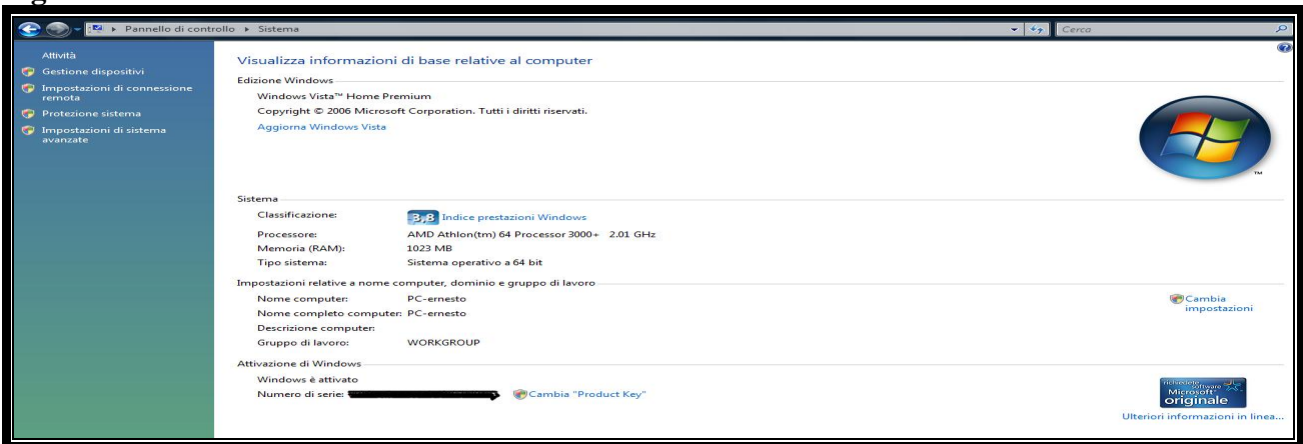 Pannello di controllo ▸ Sistema
Cerca
Attività
Gestione dispositivi
Impostazioni di connessione
remota
Protezione sistema
Impostazioni di sistema
avanzate
Visualizza informazioni di base relative al computer
Edizione Windows
Windows Vista™ Home Premium
Copyright © 2006 Microsoft Corporation. Tutti i diritti riservati.
Aggiorna Windows Vista
TM
Sistema
Classificazione: 3,8 Indice prestazioni Windows
Processore: AMD Athlon(tm) 64 Processor 3000+ 2.01 GHz
Memoria (RAM): 1023 MB
Tipo sistema: Sistema operativo a 64 bit
Impostazioni relative a nome computer, dominio e gruppo di lavoro
Nome computer: PC-ernesto
Nome completo computer: PC-ernesto
Descrizione computer:
Gruppo di lavoro: WORKGROUP
Cambia
impostazioni
Attivazione di Windows
Windows è attivato
Numero di serie: Cambia "Product Key"
richiedete software
Microsoft®
originale
Ulteriori informazioni in linea...